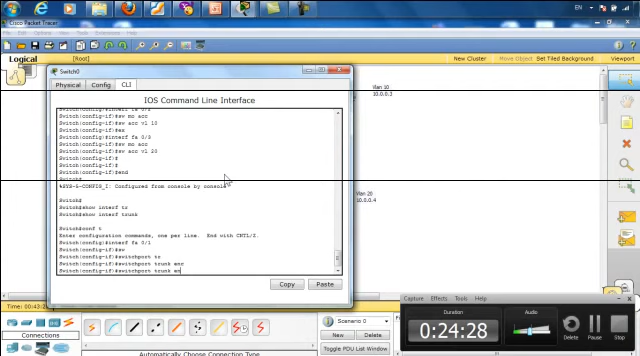 EN
Cisco Packet Tracer
File Edit Options View Tools Extensions Help
Logical
[Root]
New Cluster
Move Object
Set Tiled Background
Viewport
Switch0
Physical
Config
CLI
IOS Command Line Interface
Vlan 10
10.0.0.3
Switch(config-if)#sw mo acc
Switch(config-if)#sw acc vl 10
Switch(config-if)#ex
Switch(config)#interf fa 0/3
Switch(config-if)#sw mo acc
Switch(config-if)#sw acc vl 20
Switch(config-if)#
Switch(config-if)#
Switch(config-if)#end
Switch#
%SYS-5-CONFIG_I: Configured from console by console
Switch#
Switch#show interf tr
Switch#show interf trunk
Switch#conf t
Enter configuration commands, one per line.  End with CNTL/Z.
Switch(config)#interf fa 0/1
Switch(config-if)#sw
Switch(config-if)#switchport tr
Switch(config-if)#switchport trunk enc
Switch(config-if)#switchport trunk en
Vlan 20
10.0.0.4
Copy
Paste
Capture Effects Tools Help
Duration
0:24:28
Audio
Delete
Pause
Stop
Connections
Automatically Choose Connection Type
Scenario 0
New
Delete
Toggle PDU List Window